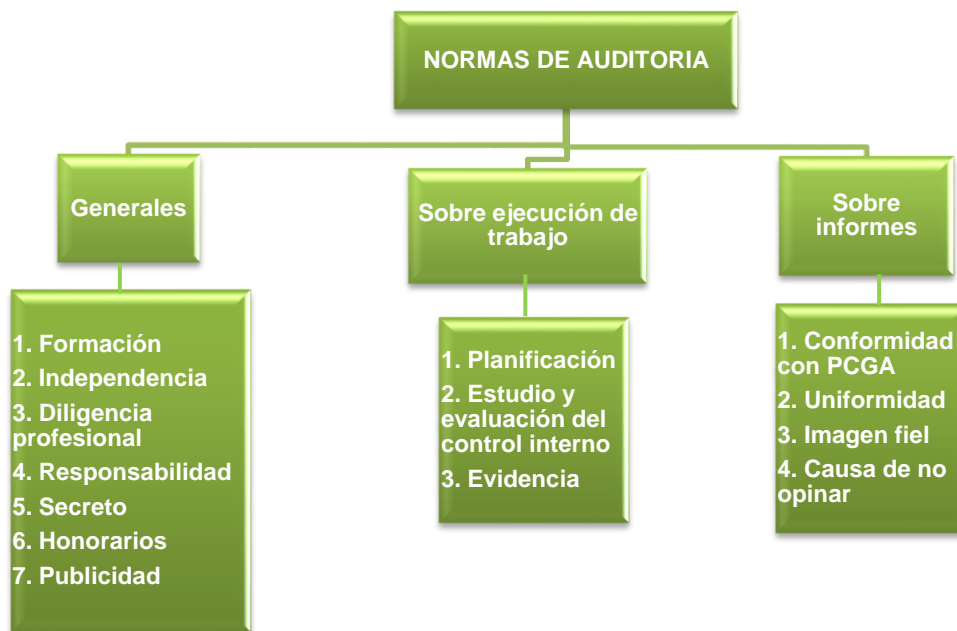 NORMAS DE AUDITORIA
Generales
1. Formación
2. Independencia
3. Diligencia
profesional
4. Responsabilidad
5. Secreto
6. Honorarios
7. Publicidad
Sobre ejecución de
trabajo
1. Planificación
2. Estudio y
evaluación del
control interno
3. Evidencia
Sobre
informes
1. Conformidad
con PCGA
2. Uniformidad
3. Imagen fiel
4. Causa de no
opinar